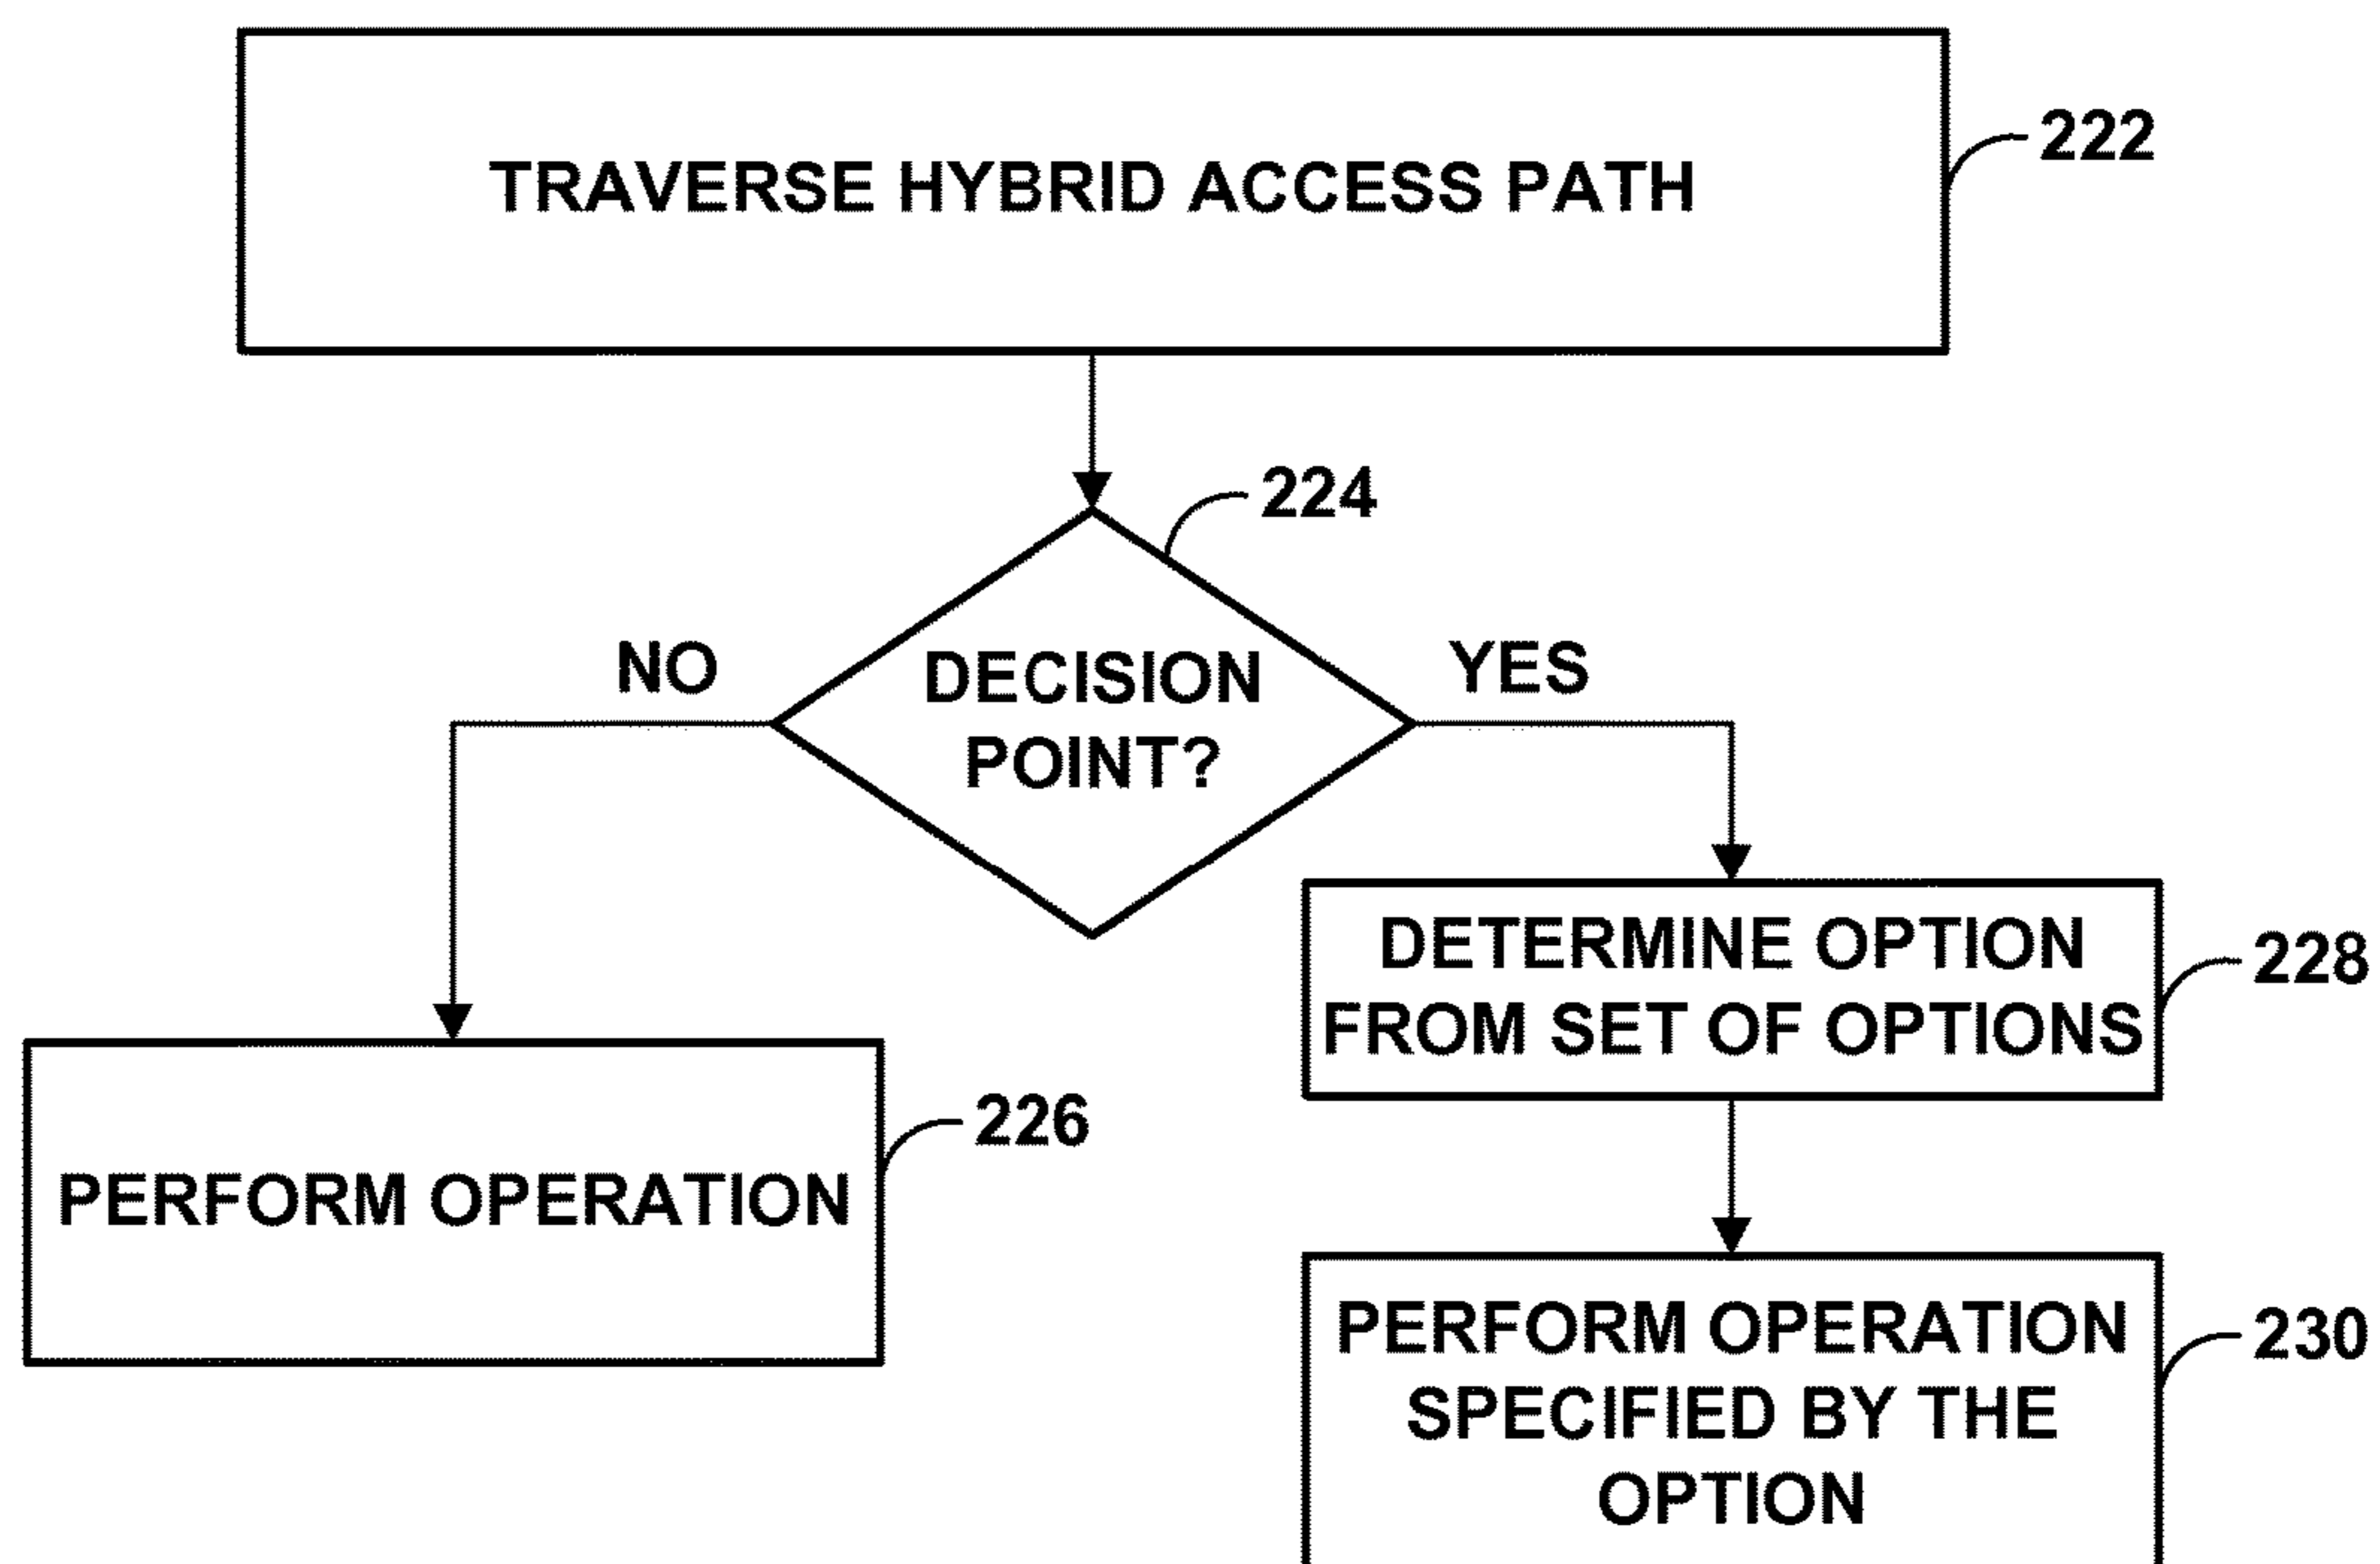 TRAVERSE HYBRID ACCESS PATH
222
224
NO
DECISION
POINT?
YES
DETERMINE OPTION
FROM SET OF OPTIONS
228
226
PERFORM OPERATION
PERFORM OPERATION
SPECIFIED BY THE
OPTION
230